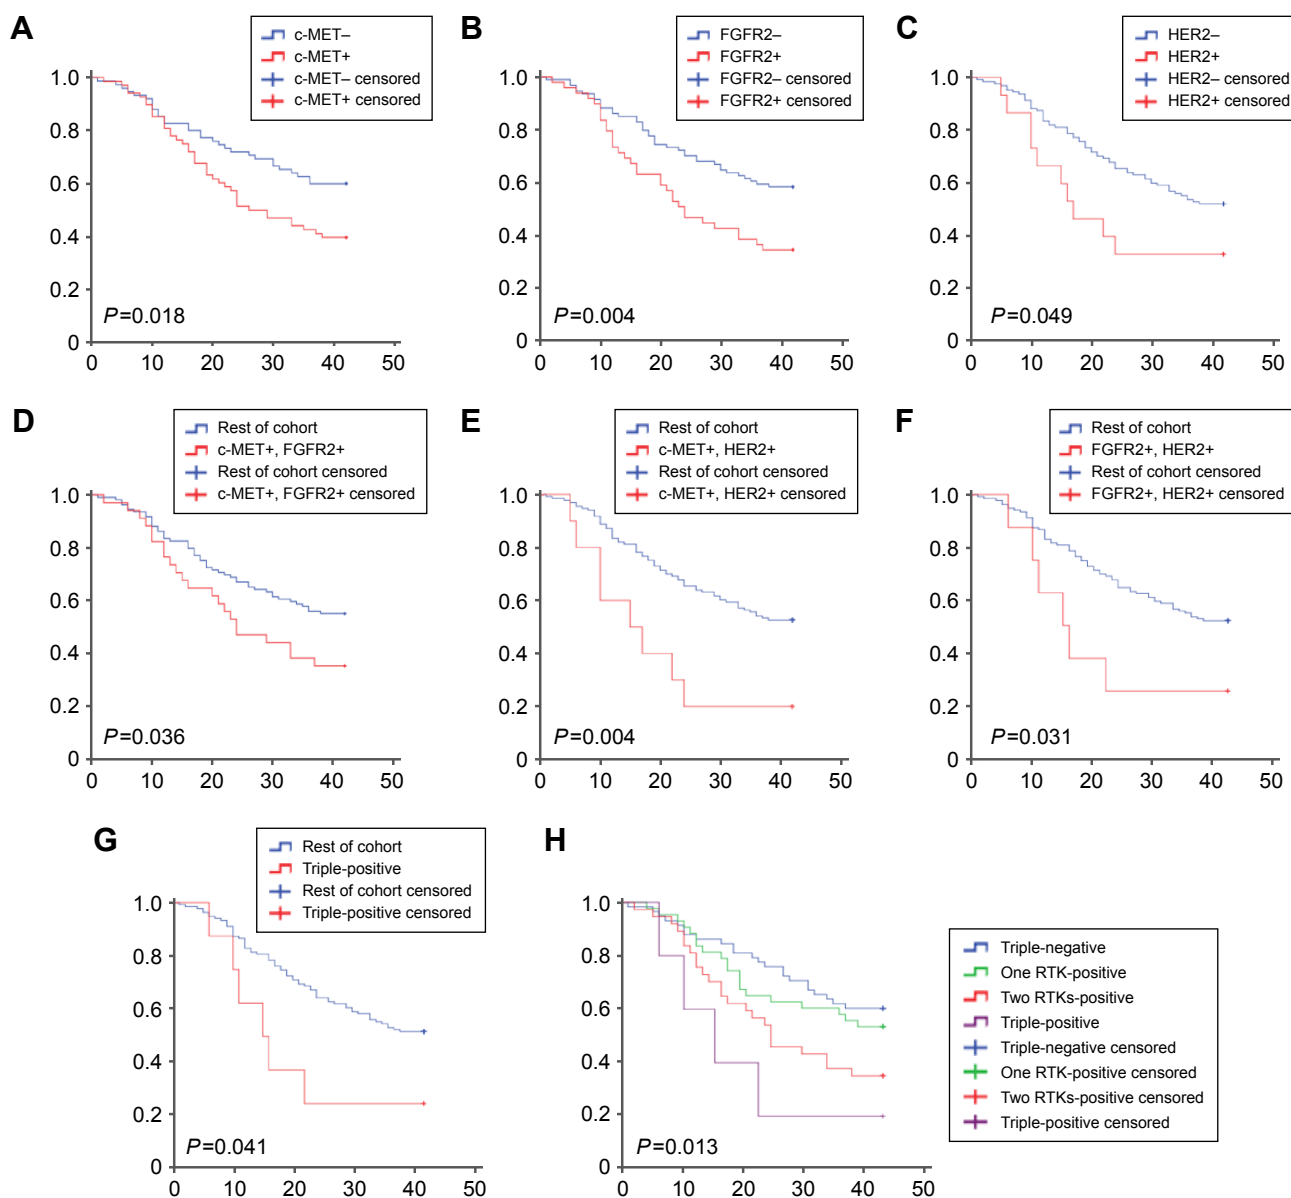 A
c-MET–
c-MET+
c-MET– censored
c-MET+ censored
1.0
0.8
0.6
0.4
0.2
0
P=0.018
0 10 20 30 40 50
B
FGFR2–
FGFR2+
FGFR2– censored
FGFR2+ censored
1.0
0.8
0.6
0.4
0.2
0
P=0.004
0 10 20 30 40 50
C
HER2–
HER2+
HER2– censored
HER2+ censored
1.0
0.8
0.6
0.4
0.2
0
P=0.049
0 10 20 30 40 50
D
Rest of cohort
c-MET+, FGFR2+
Rest of cohort censored
c-MET+, FGFR2+ censored
1.0
0.8
0.6
0.4
0.2
0
P=0.036
0 10 20 30 40 50
E
Rest of cohort
c-MET+, HER2+
Rest of cohort censored
c-MET+, HER2+ censored
1.0
0.8
0.6
0.4
0.2
0
P=0.004
0 10 20 30 40 50
F
Rest of cohort
FGFR2+, HER2+
Rest of cohort censored
FGFR2+, HER2+ censored
1.0
0.8
0.6
0.4
0.2
0
P=0.031
0 10 20 30 40 50
G
Rest of cohort
Triple-positive
Rest of cohort censored
Triple-positive censored
1.0
0.8
0.6
0.4
0.2
0
P=0.041
0 10 20 30 40 50
H
1.0
0.8
0.6
0.4
0.2
0
P=0.013
0 10 20 30 40 50
Triple-negative
One RTK-positive
Two RTKs-positive
Triple-positive
Triple-negative censored
One RTK-positive censored
Two RTKs-positive censored
Triple-positive censored